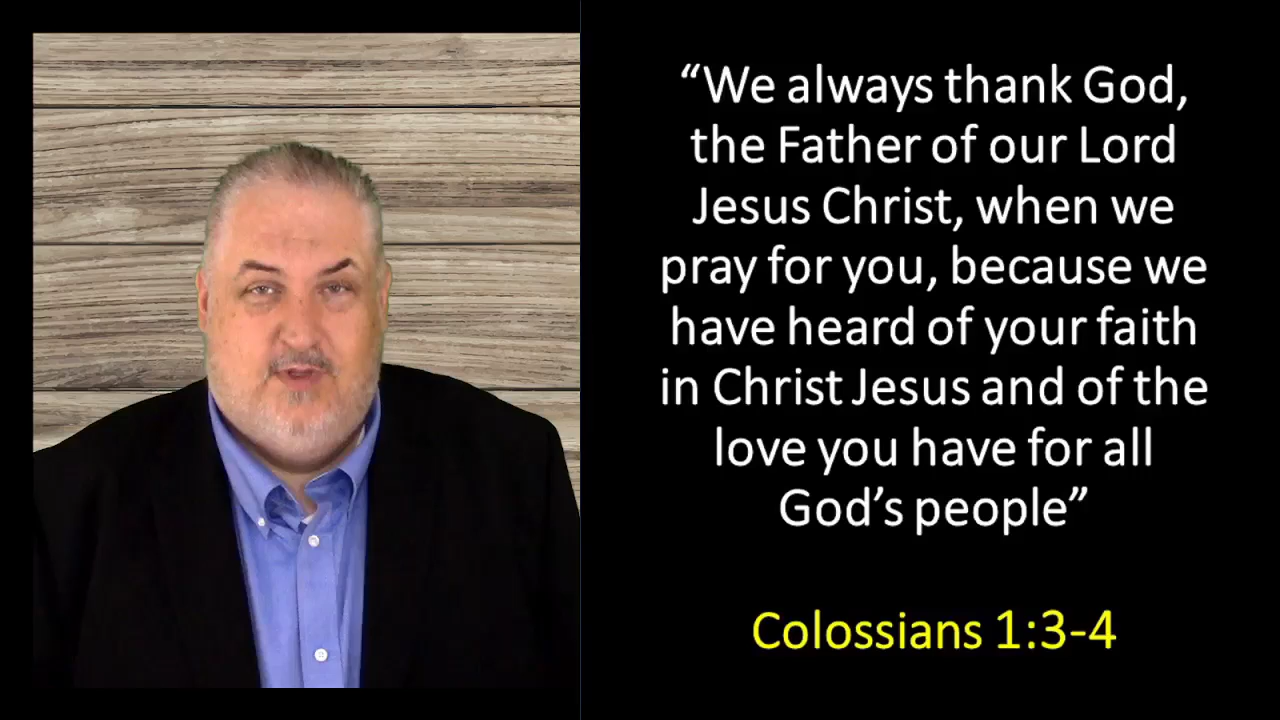 “We always thank God,
the Father of our Lord
Jesus Christ, when we
pray for you, because we
have heard of your faith
in Christ Jesus and of the
love you have for all
God’s people”
Colossians 1:3-4